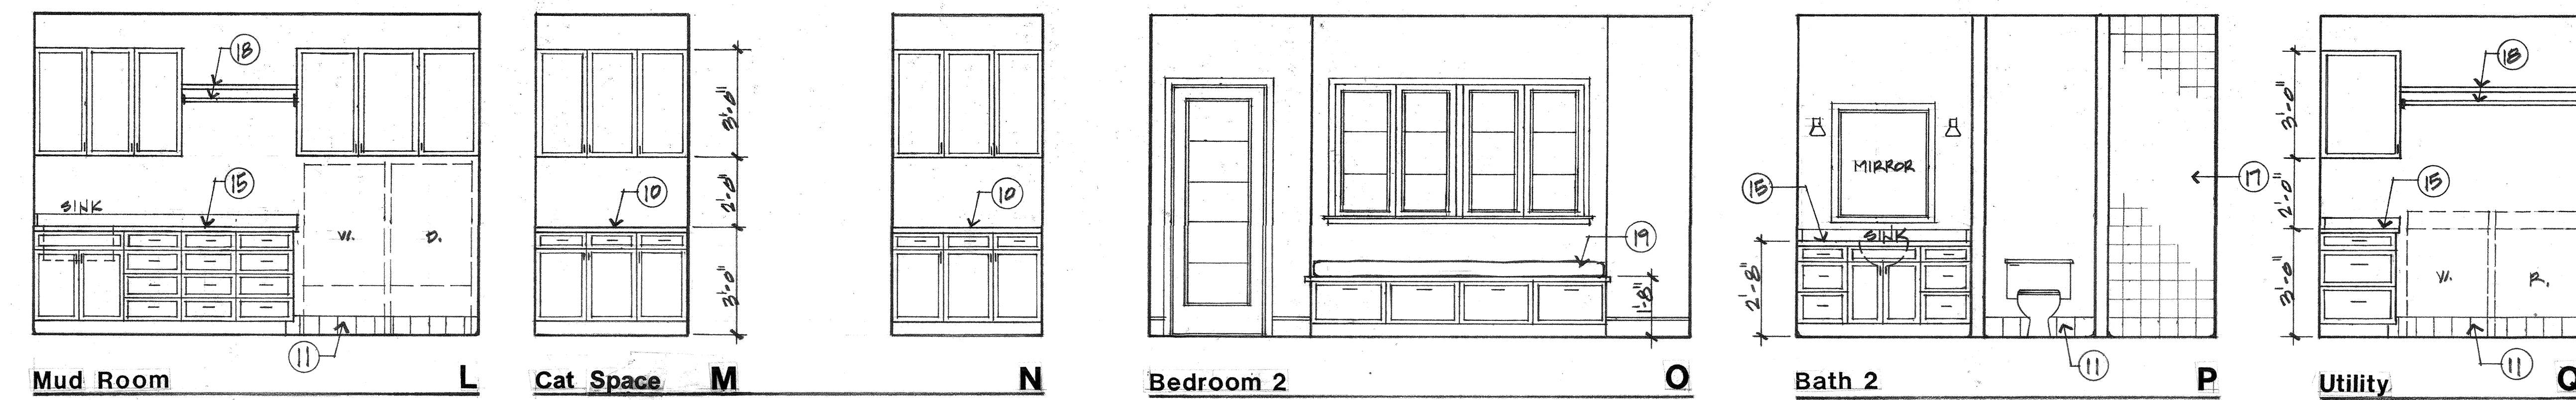 18
15
SINK
W.
D.
11
Mud Room L
10
3'-0"
2'-0"
3'-0"
Cat Space M
10
N
19
1'-8"
Bedroom 2 O
15
MIRROR
SINK
2'-8"
17
11
Bath 2 P
18
15
3'-0"
2'-0"
3'-0"
W.
R.
11
Utility Q